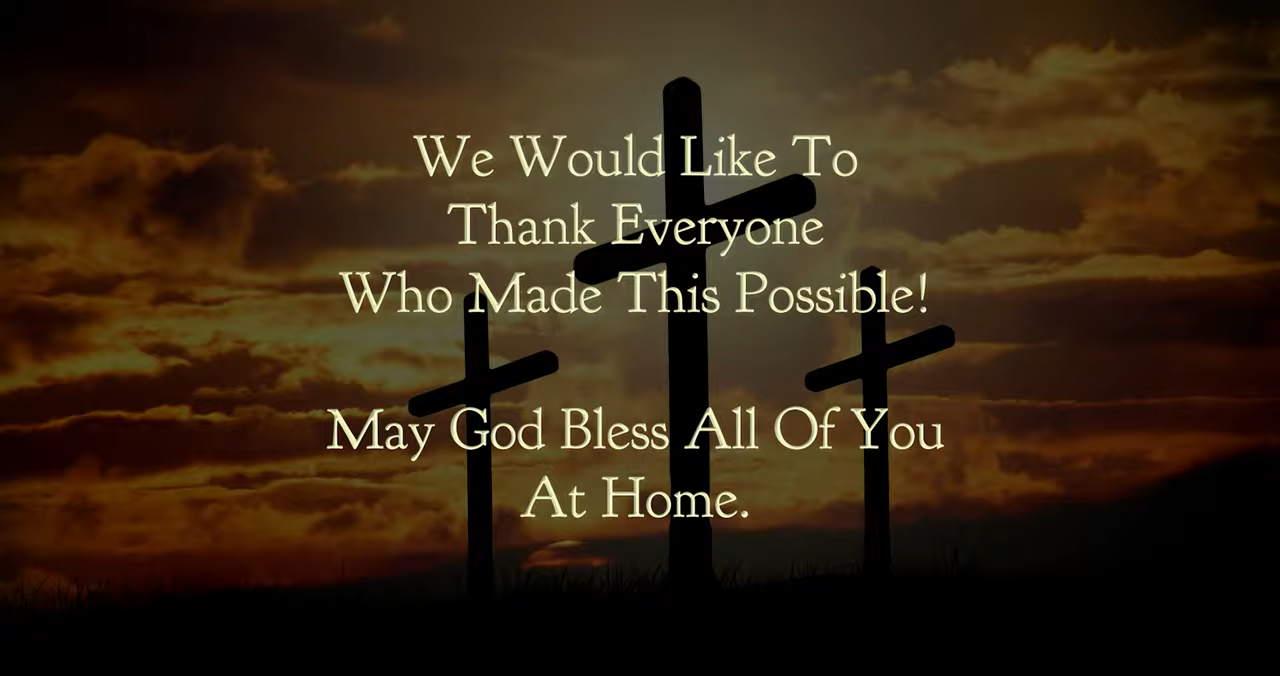 We Would Like To
Thank Everyone
Who Made This Possible!
May God Bless All Of You
At Home.